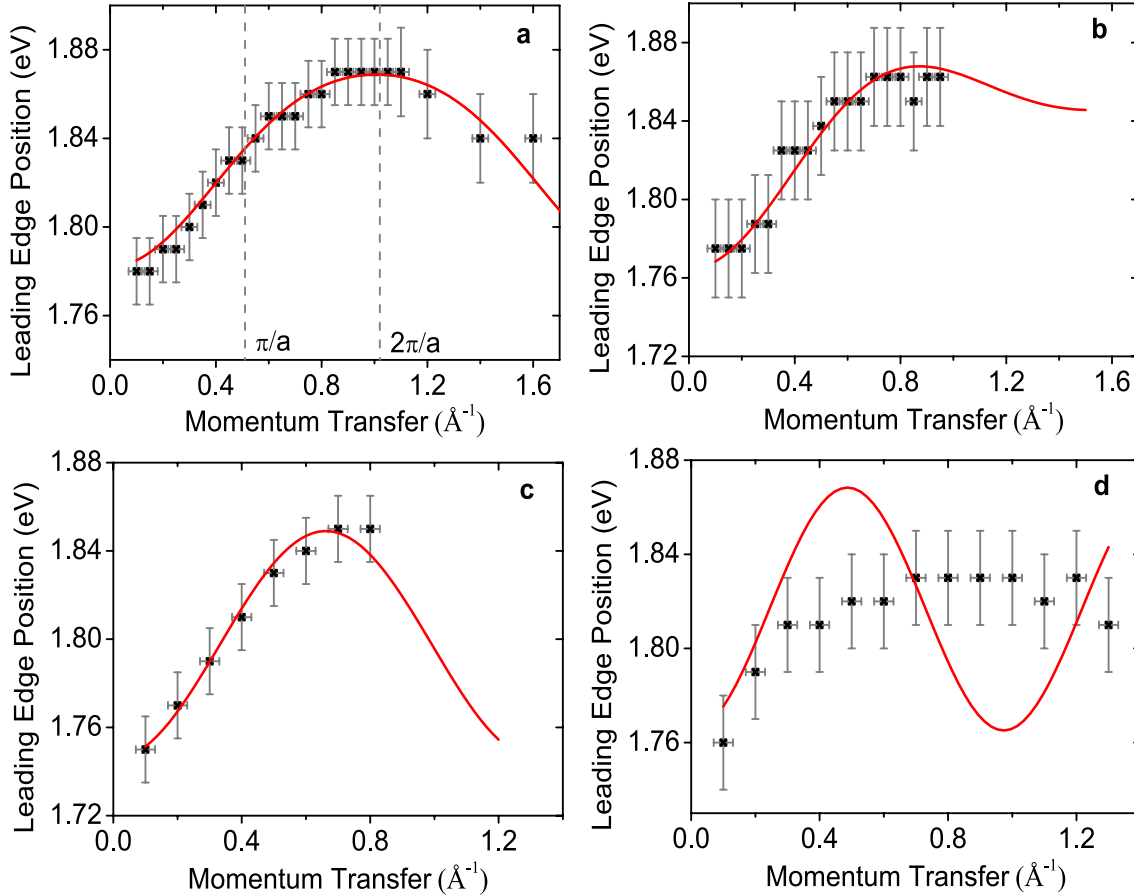 a
Leading Edge Position (eV)
1.88
1.84
1.80
1.76
π/a
2π/a
0.0 0.4 0.8 1.2 1.6
Momentum Transfer (Å⁻¹)
b
Leading Edge Position (eV)
1.88
1.84
1.80
1.76
1.72
0.0 0.4 0.8 1.2 1.6
Momentum Transfer (Å⁻¹)
c
Leading Edge Position (eV)
1.88
1.84
1.80
1.76
1.72
0.0 0.4 0.8 1.2
Momentum Transfer (Å⁻¹)
d
Leading Edge Position (eV)
1.88
1.84
1.80
1.76
0.0 0.4 0.8 1.2
Momentum Transfer (Å⁻¹)